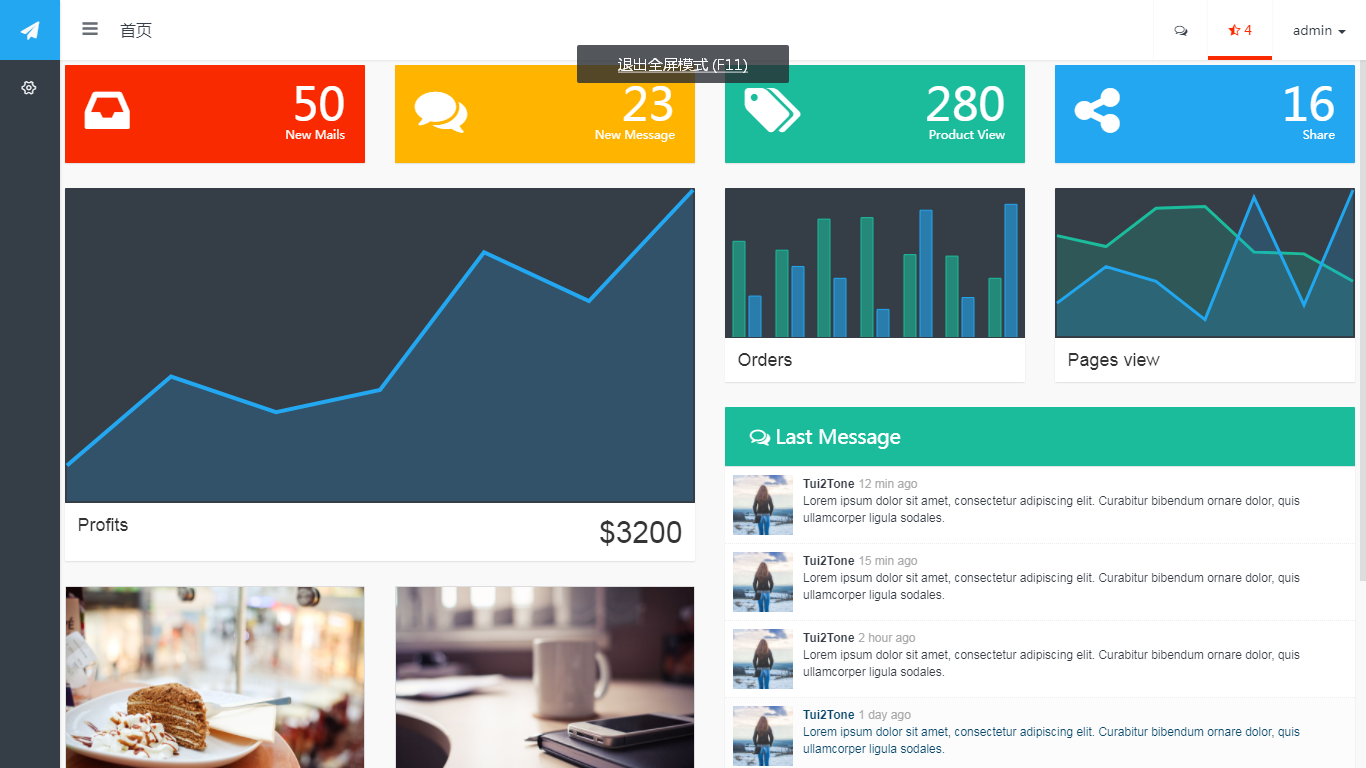 首页
4
admin
退出全屏模式 (F11)
50
New Mails
23
New Message
280
Product View
16
Share
Orders
Pages view
Profits
$3200
Last Message
Tui2Tone 12 min ago
Lorem ipsum dolor sit amet, consectetur adipiscing elit. Curabitur bibendum ornare dolor, quis
ullamcorper ligula sodales.
Tui2Tone 15 min ago
Lorem ipsum dolor sit amet, consectetur adipiscing elit. Curabitur bibendum ornare dolor, quis
ullamcorper ligula sodales.
Tui2Tone 2 hour ago
Lorem ipsum dolor sit amet, consectetur adipiscing elit. Curabitur bibendum ornare dolor, quis
ullamcorper ligula sodales.
Tui2Tone 1 day ago
Lorem ipsum dolor sit amet, consectetur adipiscing elit. Curabitur bibendum ornare dolor, quis
ullamcorper ligula sodales.